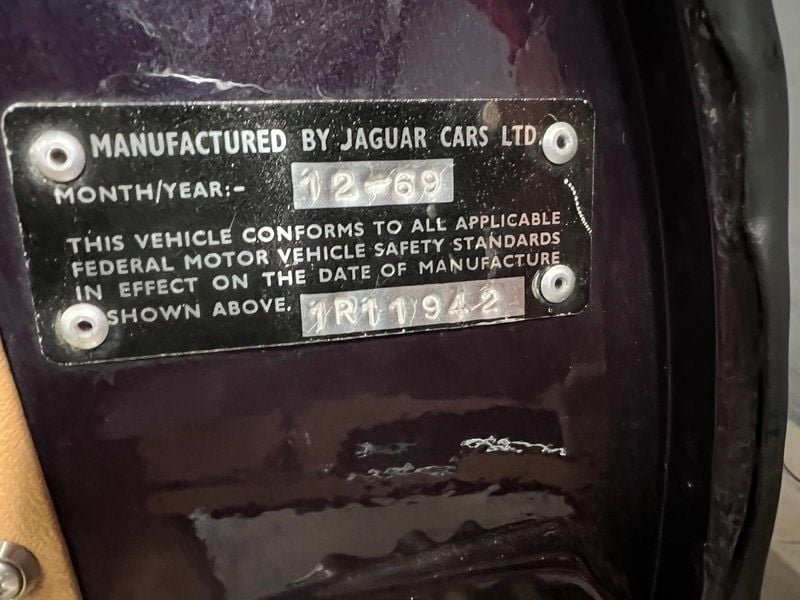 MANUFACTURED BY JAGUAR CARS LTD.
MONTH/YEAR:- 12-69
THIS VEHICLE CONFORMS TO ALL APPLICABLE
FEDERAL MOTOR VEHICLE SAFETY STANDARDS
IN EFFECT ON THE DATE OF MANUFACTURE
SHOWN ABOVE. 1R11942